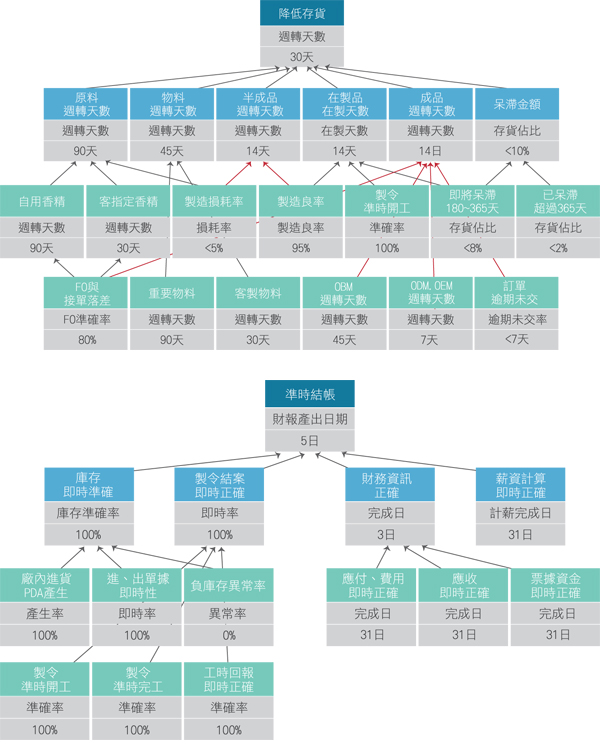 降低存貨
週轉天數
30天
原料 物料 半成品 在製品 成品 呆滯金額
週轉天數 週轉天數 週轉天數 在製天數 週轉天數
週轉天數 週轉天數 週轉天數 在製天數 週轉天數 存貨佔比
90天 45天 14天 14天 14日 <10%
自用香精 客指定香精 製造損耗率 製造良率 製令 即將呆滯 已呆滯
準時開工 180~365天 超過365天
週轉天數 週轉天數 損耗率 製造良率 準確率 存貨佔比 存貨佔比
90天 30天 <5% 95% 100% <8% <2%
FO與 重要物料 客製物料 OBM ODM, OEM 訂單
接單落差 週轉天數 週轉天數 逾期未交
FO準確率 週轉天數 週轉天數 週轉天數 週轉天數 逾期未交率
80% 90天 30天 45天 7天 <7天
準時結帳
財報產出日期
5日
庫存 製令結案 財務資訊 薪資計算
即時準確 即時正確 正確 即時正確
庫存準確率 即時率 完成日 計薪完成日
100% 100% 3日 31日
廠內進貨 進、出單據 負庫存異常率 應付、費用 應收 票據資金
PDA產生 即時性 即時正確 即時正確 即時正確
產生率 即時率 異常率 完成日 完成日 完成日
100% 100% 0% 31日 31日 31日
製令 製令 工時回報
準時開工 準時完工 即時正確
準確率 準確率 準確率
100% 100% 100%